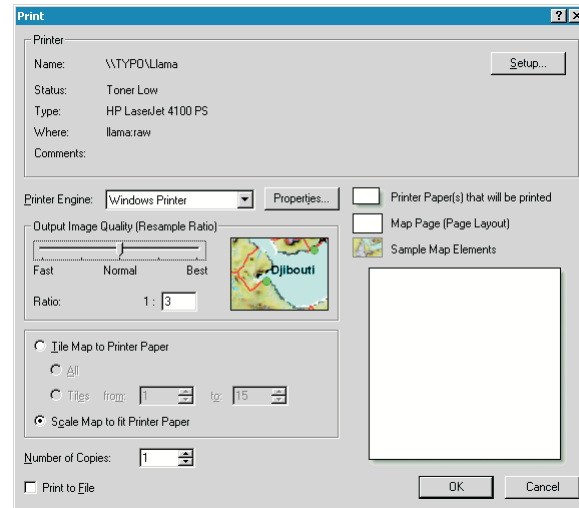 Print
Printer
Name: \\TYPO\Llama Setup...
Status: Toner Low
Type: HP LaserJet 4100 PS
Where: llama:raw
Comments:
Printer Engine: Windows Printer Properties... Printer Paper(s) that will be printed
Output Image Quality (Resample Ratio) Map Page (Page Layout)
Sample Map Elements
Fast Normal Best
Djibouti
Ratio: 1 : 3
Tile Map to Printer Paper
All
Tiles from: 1 to: 15
Scale Map to fit Printer Paper
Number of Copies: 1
Print to File OK Cancel